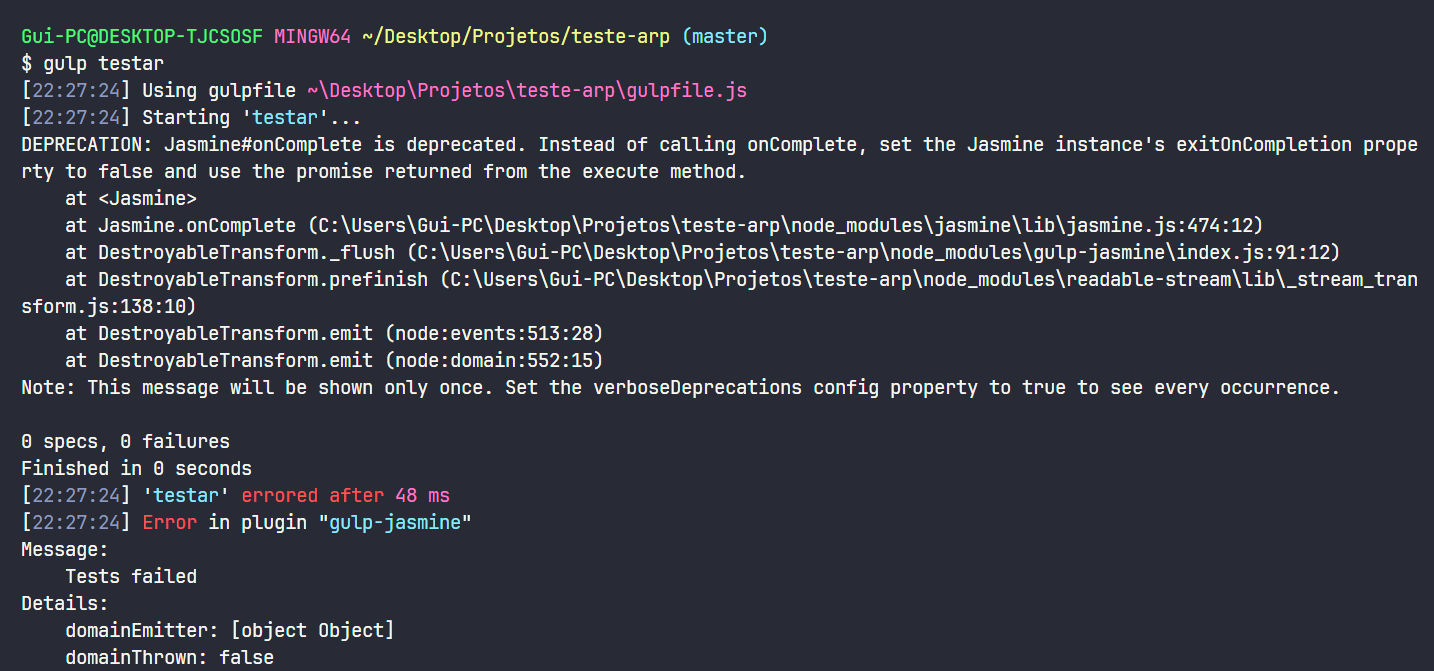 Gui-PC@DESKTOP-TJCSOSF MINGW64 ~/Desktop/Projetos/teste-arp (master)
$ gulp testar
[22:27:24] Using gulpfile ~\Desktop\Projetos\teste-arp\gulpfile.js
[22:27:24] Starting 'testar'...
DEPRECATION: Jasmine#onComplete is deprecated. Instead of calling onComplete, set the Jasmine instance's exitOnCompletion prope
rty to false and use the promise returned from the execute method.
    at <Jasmine>
    at Jasmine.onComplete (C:\Users\Gui-PC\Desktop\Projetos\teste-arp\node_modules\jasmine\lib\jasmine.js:474:12)
    at DestroyableTransform._flush (C:\Users\Gui-PC\Desktop\Projetos\teste-arp\node_modules\gulp-jasmine\index.js:91:12)
    at DestroyableTransform.prefinish (C:\Users\Gui-PC\Desktop\Projetos\teste-arp\node_modules\readable-stream\lib\_stream_tran
sform.js:138:10)
    at DestroyableTransform.emit (node:events:513:28)
    at DestroyableTransform.emit (node:domain:552:15)
Note: This message will be shown only once. Set the verboseDeprecations config property to true to see every occurrence.

0 specs, 0 failures
Finished in 0 seconds
[22:27:24] 'testar' errored after 48 ms
[22:27:24] Error in plugin "gulp-jasmine"
Message:
    Tests failed
Details:
    domainEmitter: [object Object]
    domainThrown: false